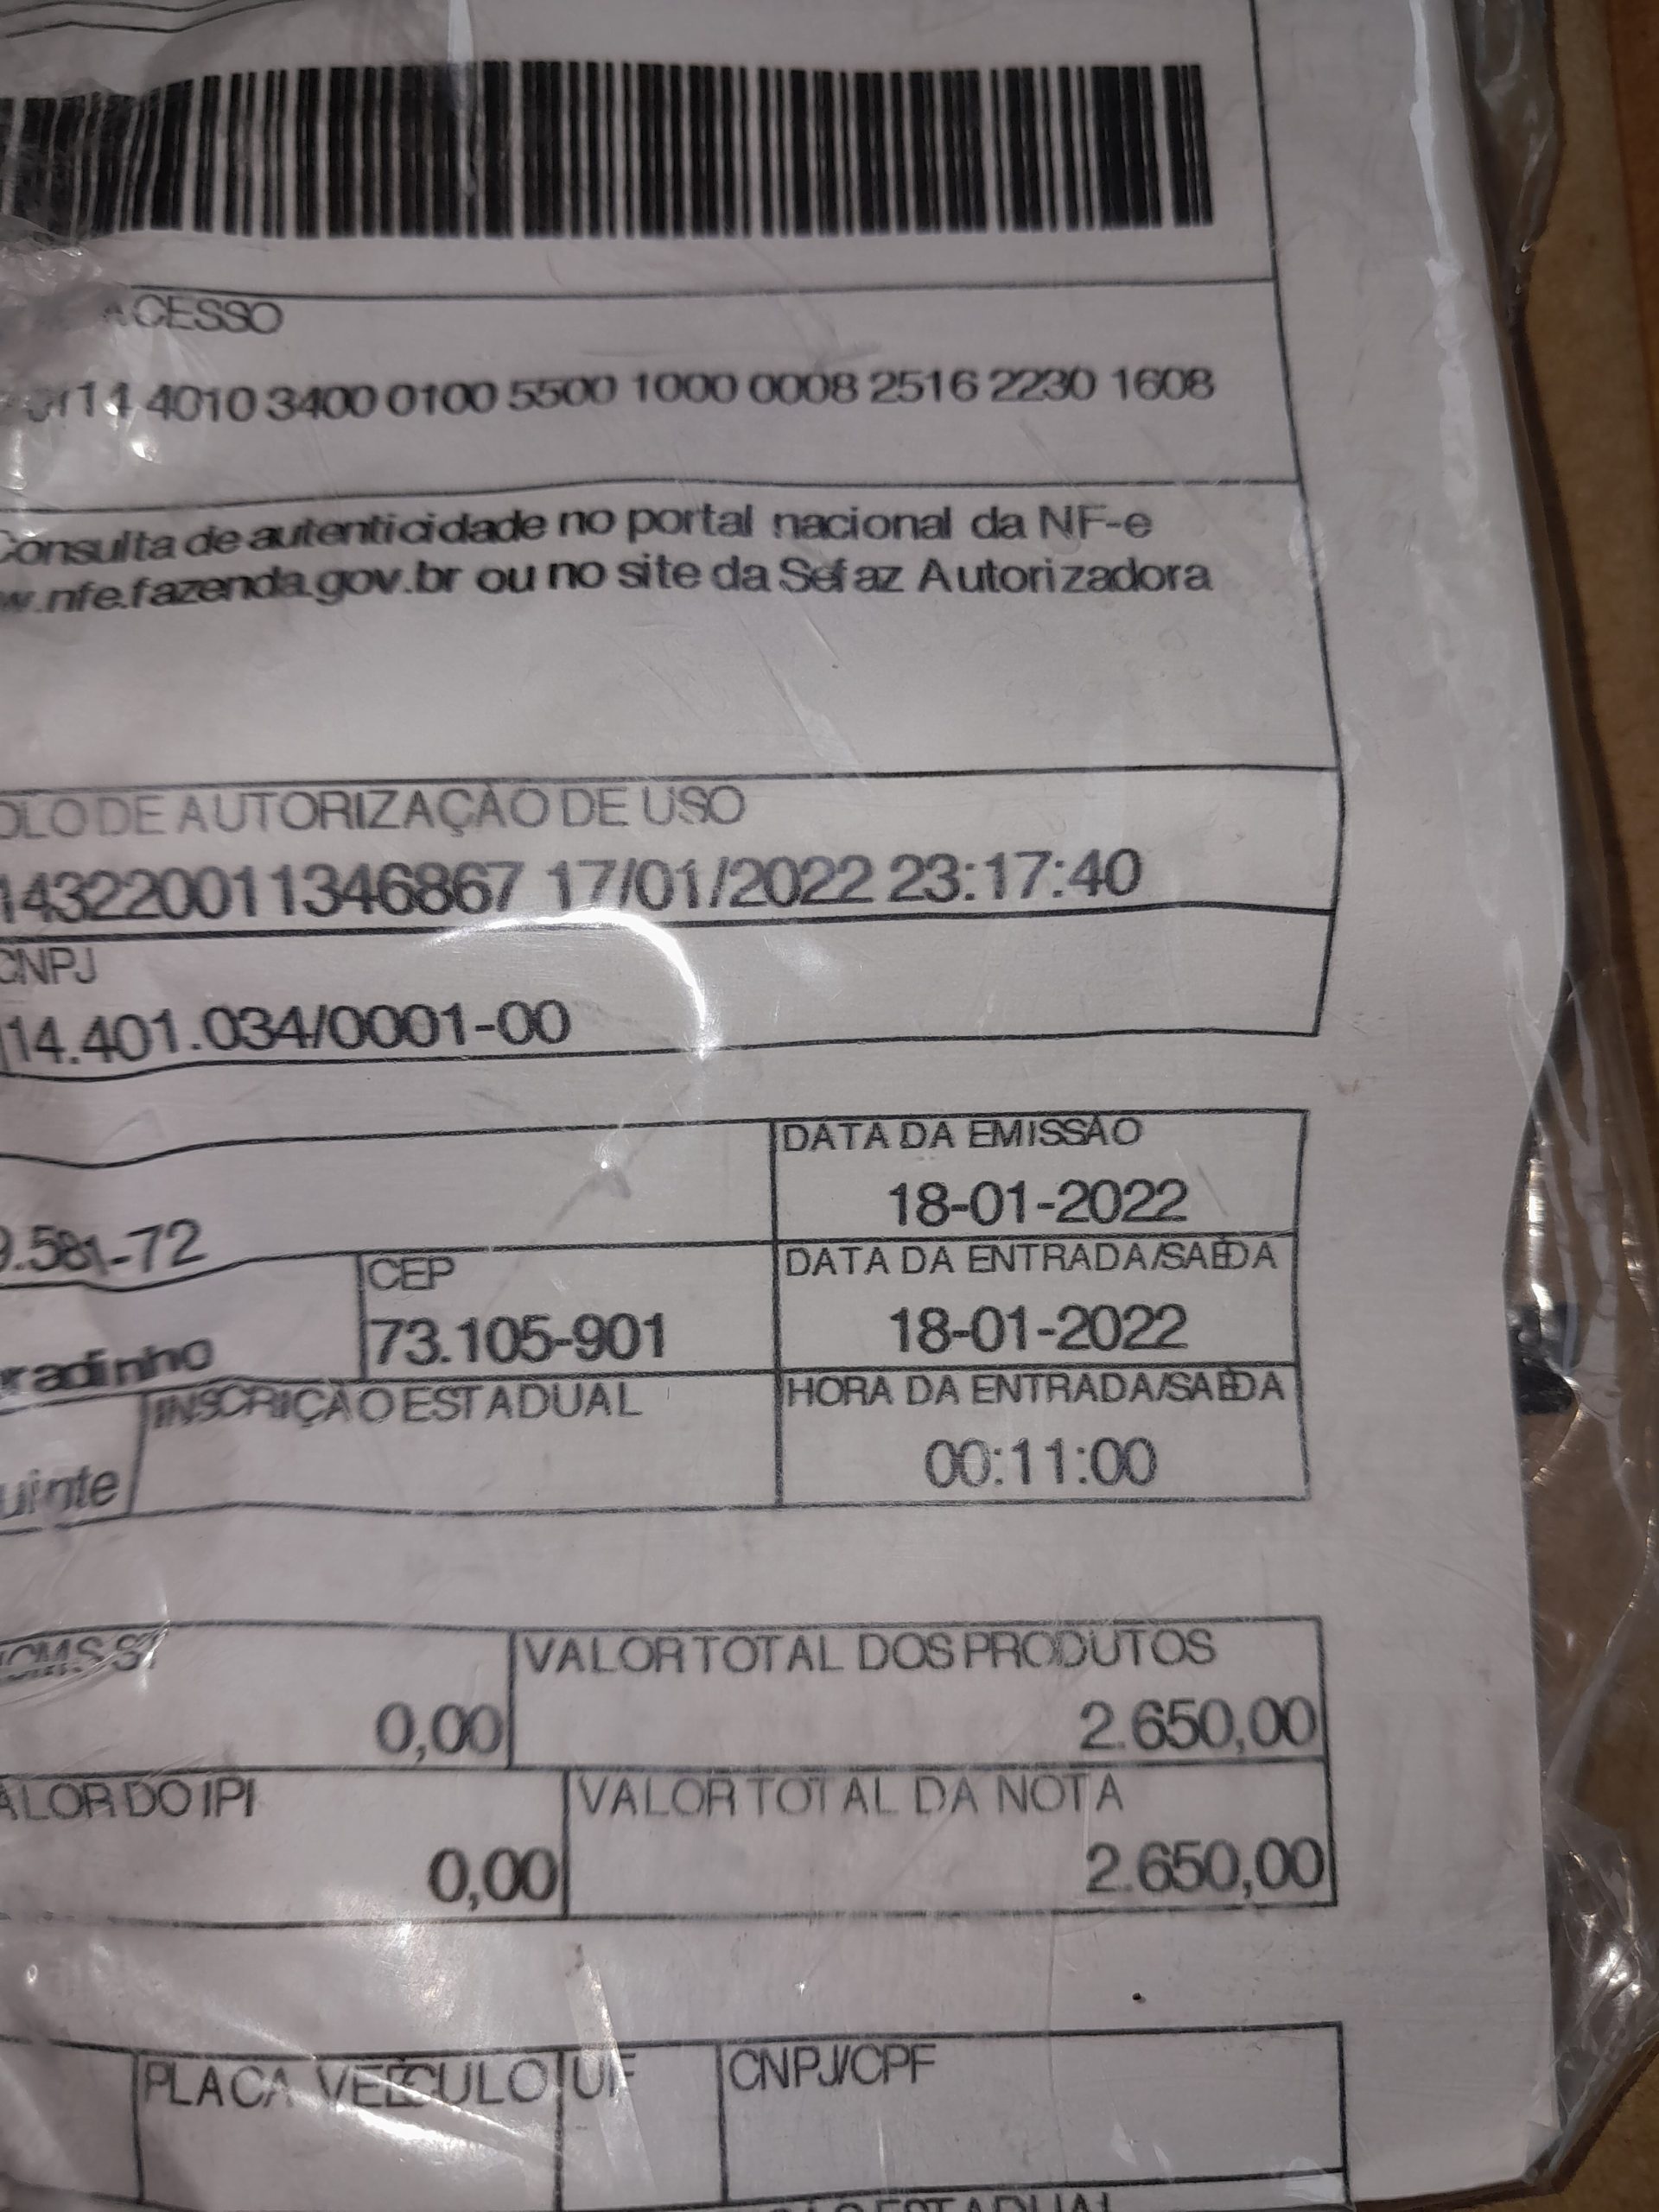 ACESSO
4010 3400 0100 5500 1000 0008 2516 2230 1608
Consulta de autenticidade no portal nacional da NF-e
w.nfe.fazenda.gov.br ou no site da Sefaz Autorizadora
OLO DE AUTORIZAÇÃO DE USO
143220011346867 17/01/2022 23:17:40
CNPJ
14.401.034/0001-00
DATA DA EMISSÃO
18-01-2022
9.581-72
CEP
DATA DA ENTRADA/SAÍDA
73.105-901
18-01-2022
radinho
INSCRIÇÃO ESTADUAL
HORA DA ENTRADA/SAÍDA
uinte
00:11:00
ICMS ST
VALOR TOTAL DOS PRODUTOS
0,00
2.650,00
ALOR DO IPI
VALOR TOTAL DA NOTA
0,00
2.650,00
PLACA VEÍCULO
UF
CNPJ/CPF
ESTADUAL